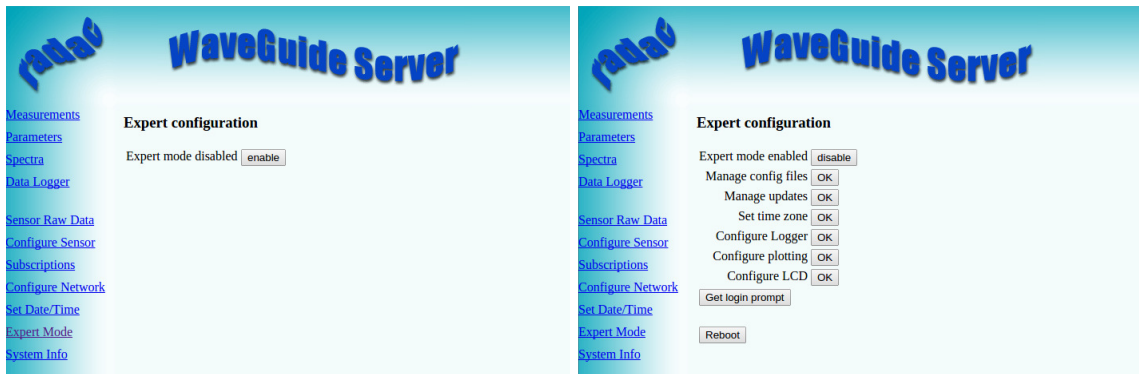 radac
WaveGuide Server
Measurements
Parameters
Spectra
Data Logger
Sensor Raw Data
Configure Sensor
Subscriptions
Configure Network
Set Date/Time
Expert Mode
System Info
Expert configuration
Expert mode disabled enable
radac
WaveGuide Server
Measurements
Parameters
Spectra
Data Logger
Sensor Raw Data
Configure Sensor
Subscriptions
Configure Network
Set Date/Time
Expert Mode
System Info
Expert configuration
Expert mode enabled disable
Manage config files OK
Manage updates OK
Set time zone OK
Configure Logger OK
Configure plotting OK
Configure LCD OK
Get login prompt
Reboot